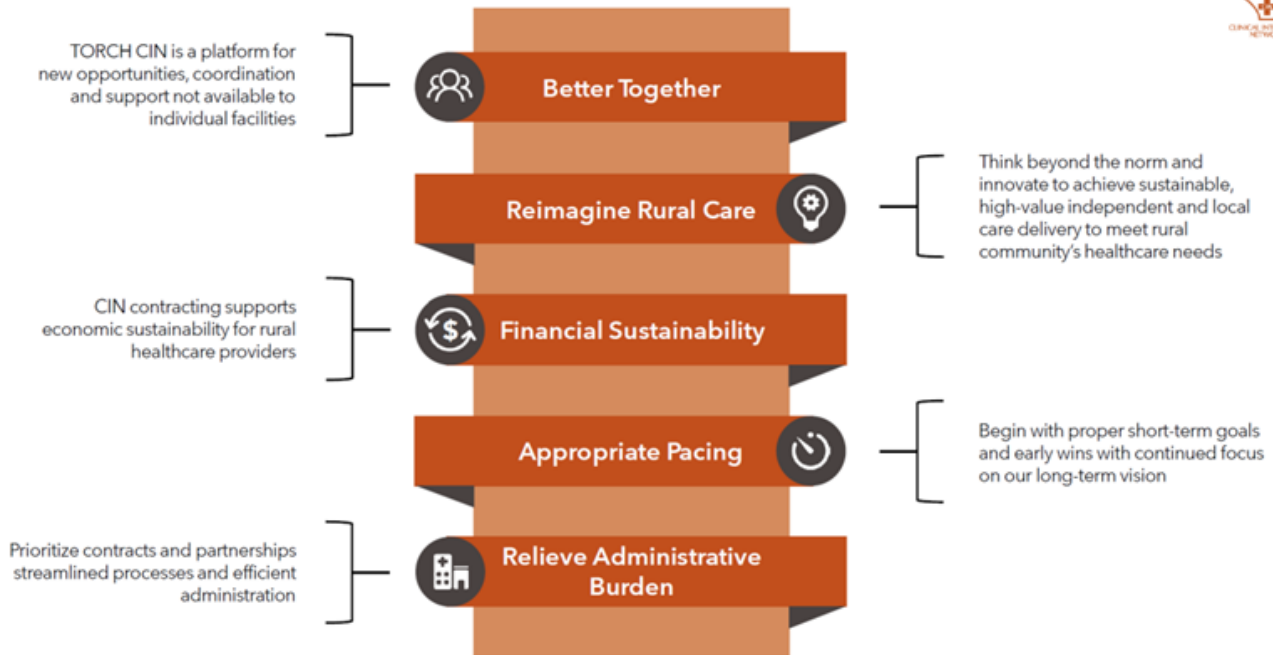 TORCH CIN is a platform for
new opportunities, coordination
and support not available to
individual facilities
Better Together
Reimagine Rural Care
Think beyond the norm and
innovate to achieve sustainable,
high-value independent and local
care delivery to meet rural
community's healthcare needs
CIN contracting supports
economic sustainability for rural
healthcare providers
$
Financial Sustainability
Appropriate Pacing
Begin with proper short-term goals
and early wins with continued focus
on our long-term vision
Prioritize contracts and partnerships
streamlined processes and efficient
administration
Relieve Administrative
Burden